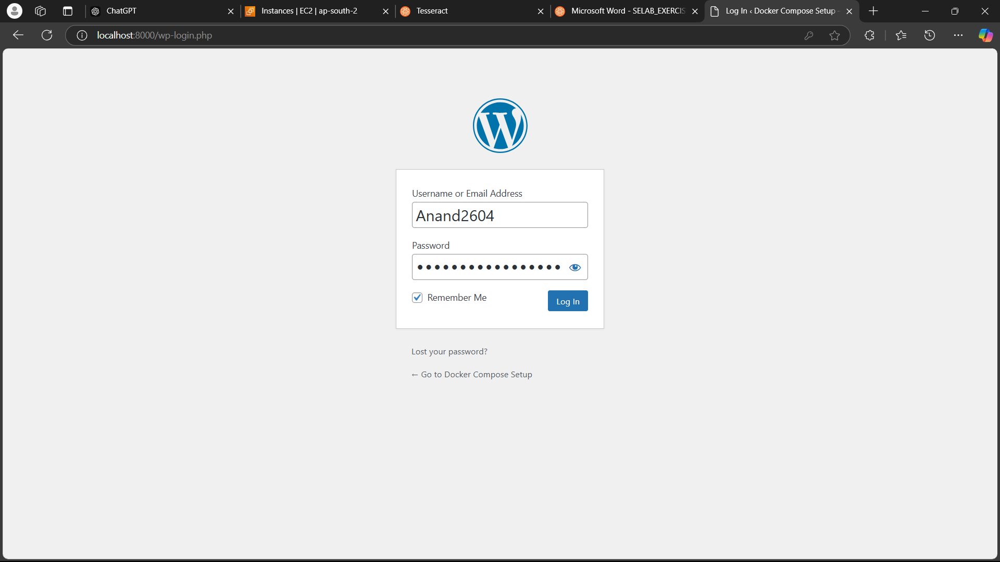 ChatGPT
Instances | EC2 | ap-south-2
Tesseract
Microsoft Word - SELAB_EXERCIS
Log In ‹ Docker Compose Setup -
localhost:8000/wp-login.php
Username or Email Address
Anand2604
Password
Remember Me
Log In
Lost your password?
← Go to Docker Compose Setup